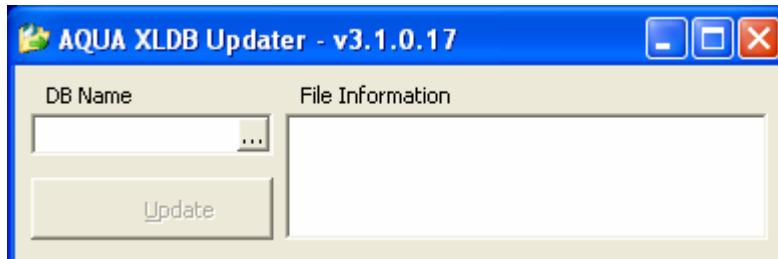 AQUA XLDB Updater - v3.1.0.17
DB Name
File Information
...
Update